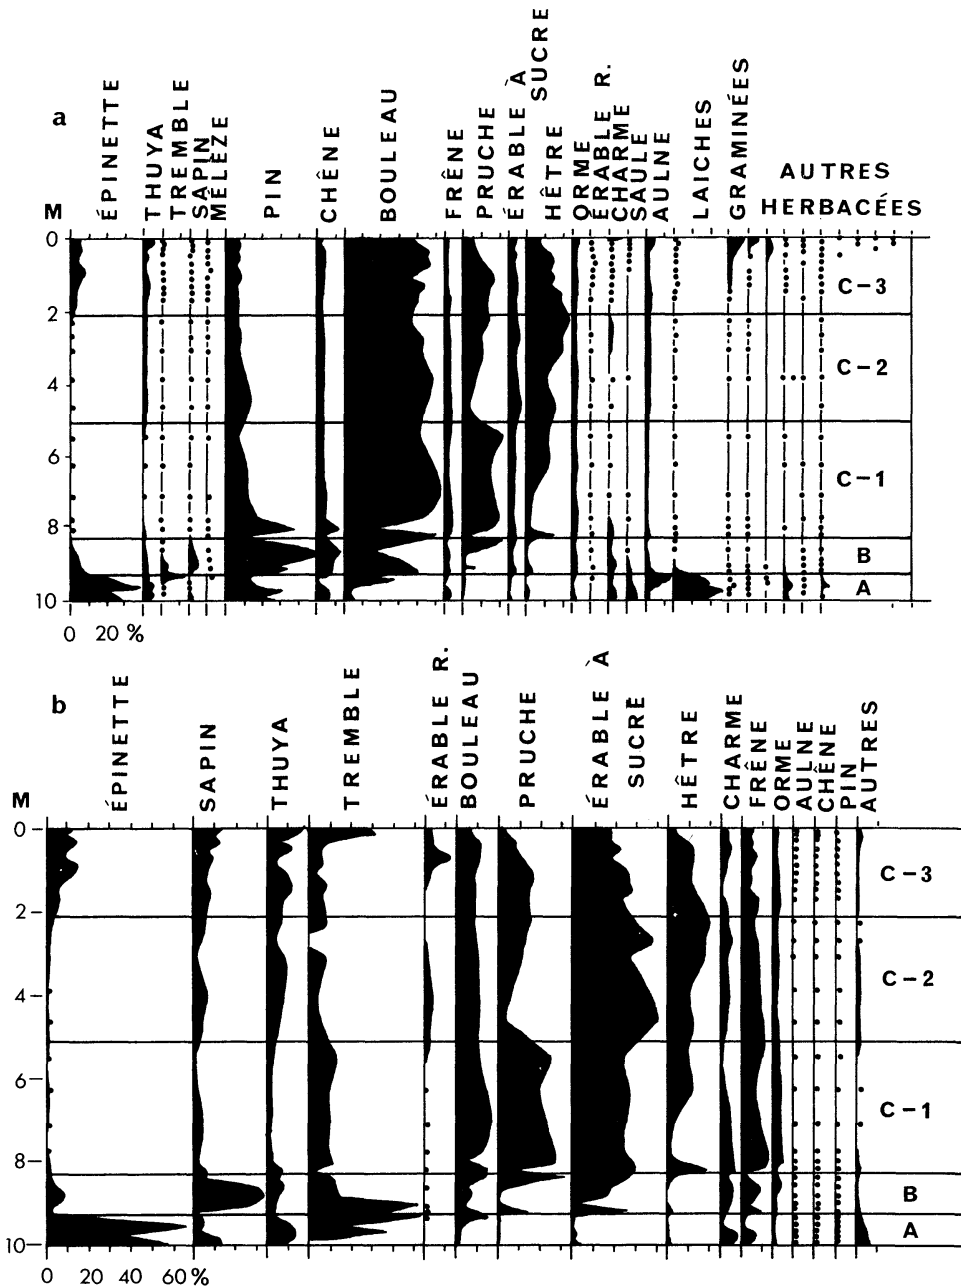 a
M
ÉPINETTE
THUYA
TREMBLE
SAPIN
MÉLÈZE
PIN
CHÊNE
BOULEAU
FRÊNE
PRUCHE
ÉRABLE À SUCRE
HÊTRE
ORME
ÉRABLE R.
CHARME
SAULE
AULNE
LAICHES
GRAMINÉES
AUTRES
HERBACÉES
0
2
4
6
8
10
C-3
C-2
C-1
B
A
0 20 %
b
M
ÉPINETTE
SAPIN
THUYA
TREMBLE
ÉRABLE R.
BOULEAU
PRUCHE
ÉRABLE À
SUCRE
HÊTRE
CHARME
FRÊNE
ORME
AULNE
CHÊNE
PIN
AUTRES
0
2
4
6
8
10
C-3
C-2
C-1
B
A
0 20 40 60 %